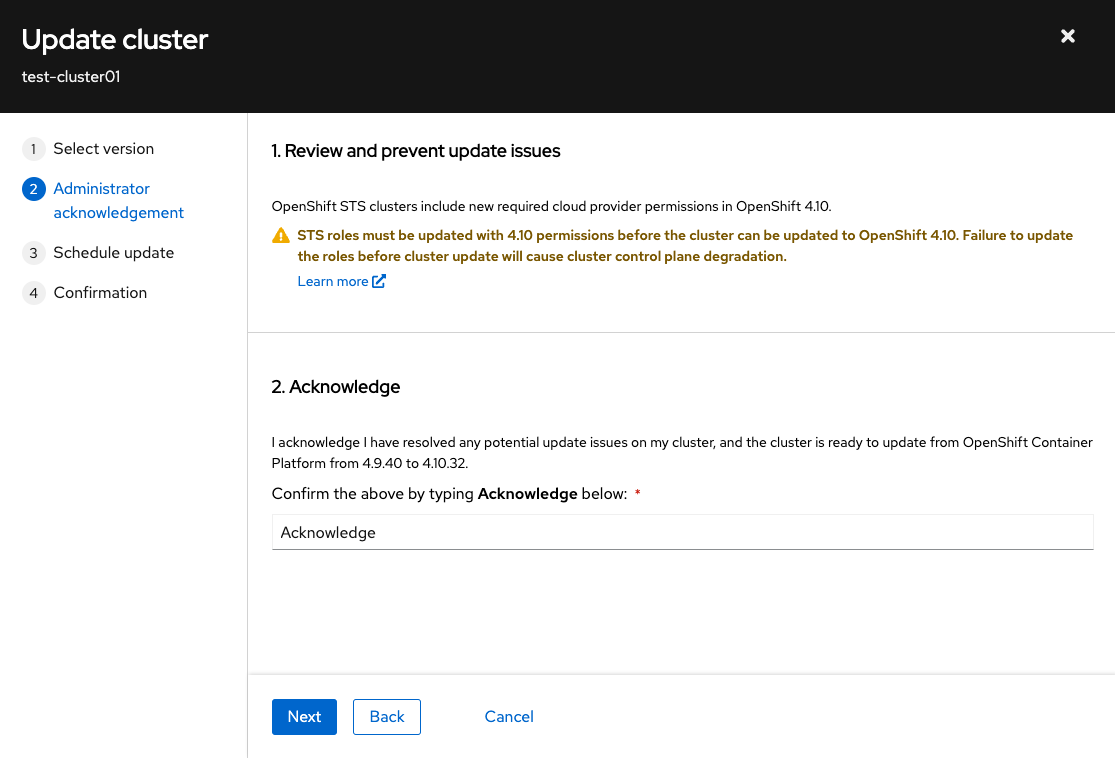 Update cluster
test-cluster01
1 Select version
2 Administrator
acknowledgement
3 Schedule update
4 Confirmation
1. Review and prevent update issues
OpenShift STS clusters include new required cloud provider permissions in OpenShift 4.10.
STS roles must be updated with 4.10 permissions before the cluster can be updated to OpenShift 4.10. Failure to update
the roles before cluster update will cause cluster control plane degradation.
Learn more
2. Acknowledge
I acknowledge I have resolved any potential update issues on my cluster, and the cluster is ready to update from OpenShift Container
Platform from 4.9.40 to 4.10.32.
Confirm the above by typing Acknowledge below: *
Acknowledge
Next Back Cancel